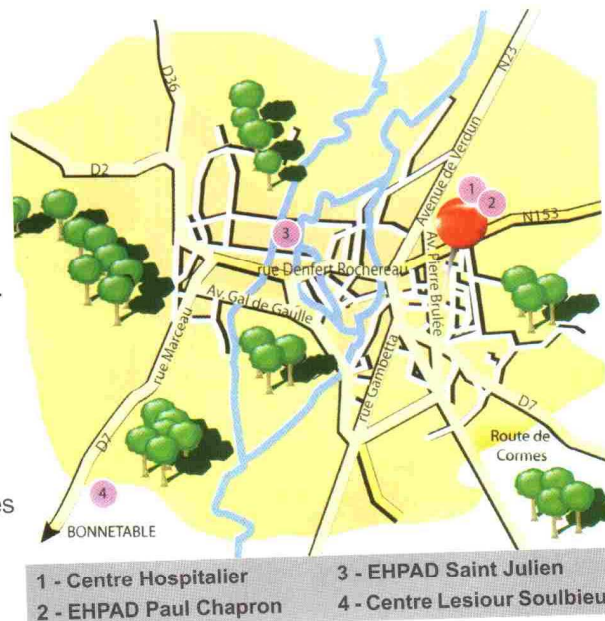 D36
N23
D2
1
2
Avenue de Verdun
N153
3
rue Denfert Rochereau
Av. Pierre Brulée
Av. Gal de Gaulle
rue Marceau
rue Gambetta
D7
D7
Route de
Cormes
4
es
BONNETABLE
1 - Centre Hospitalier
3 - EHPAD Saint Julien
2 - EHPAD Paul Chapron
4 - Centre Lesiour Soulbieu